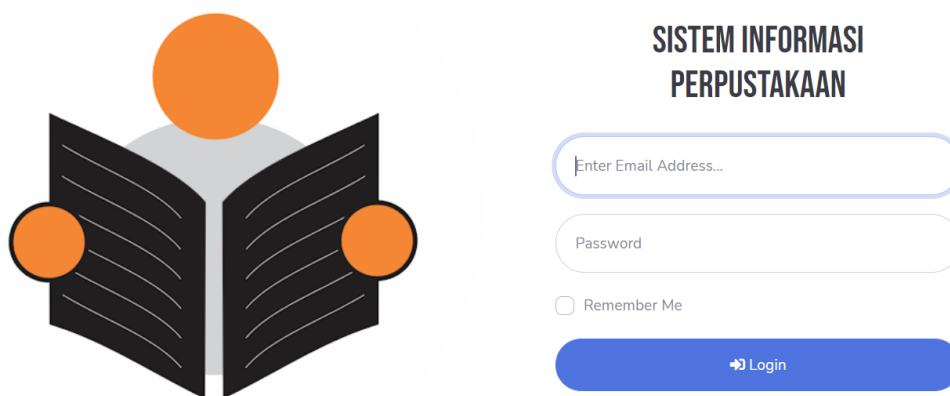 SISTEM INFORMASI
PERPUSTAKAAN
Enter Email Address...
Password
Remember Me
Login